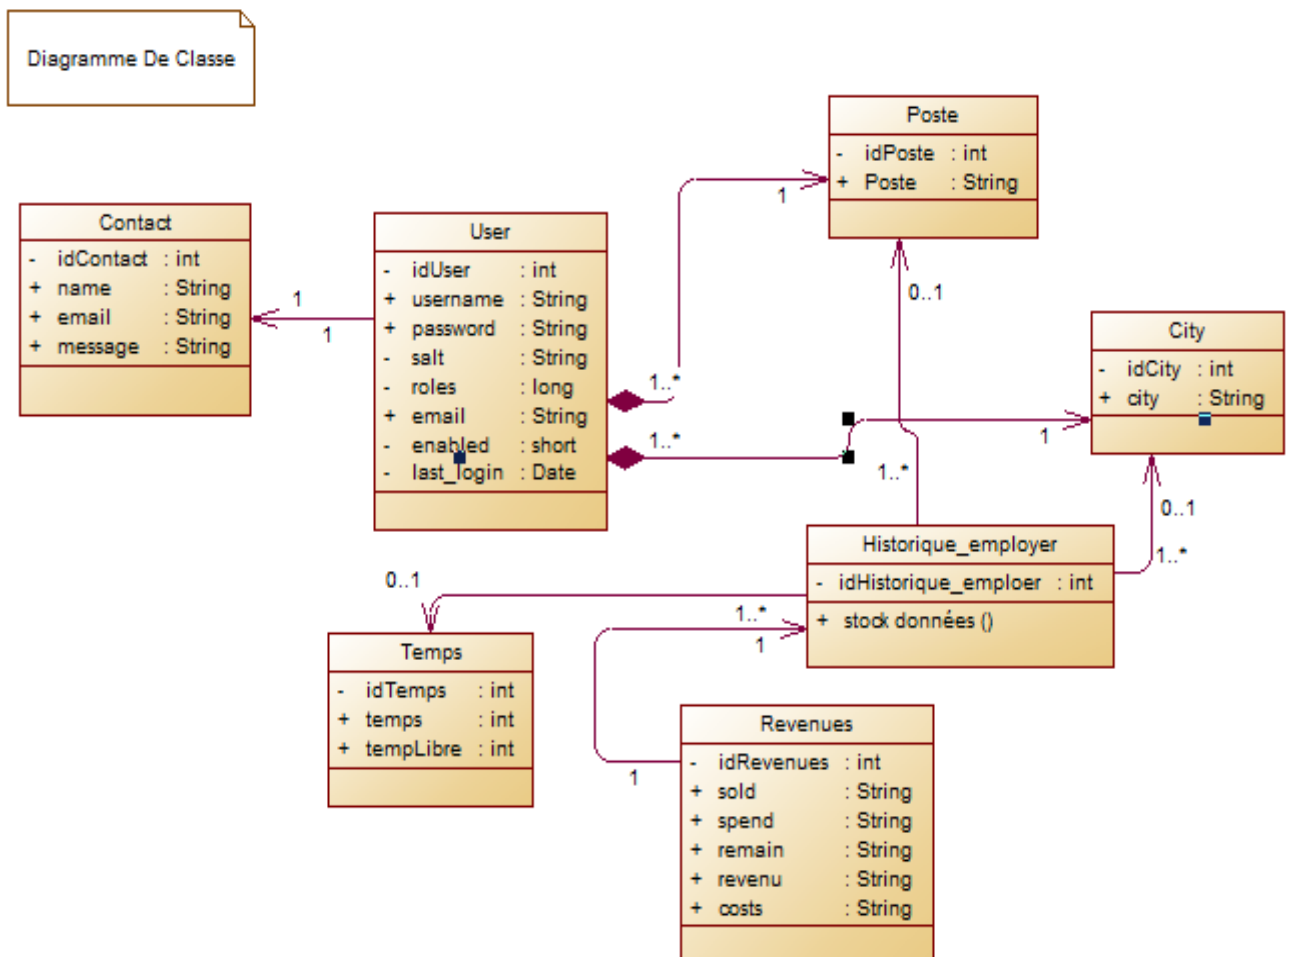 Diagramme De Classe
Poste
- idPoste : int
+ Poste : String
1
0..1
Contact
- idContact : int
+ name : String
+ email : String
+ message : String
1
1
User
- idUser : int
+ username : String
+ password : String
- salt : String
- roles : long
+ email : String
- enabled : short
- last_login : Date
1..*
1..*
City
- idCity : int
+ city : String
1
0..1
1..*
1..*
Historique_employer
- idHistorique_emploer : int
+ stock données ()
0..1
1..*
1
Temps
- idTemps : int
+ temps : int
+ tempLibre : int
1
Revenues
- idRevenues : int
+ sold : String
+ spend : String
+ remain : String
+ revenu : String
+ costs : String